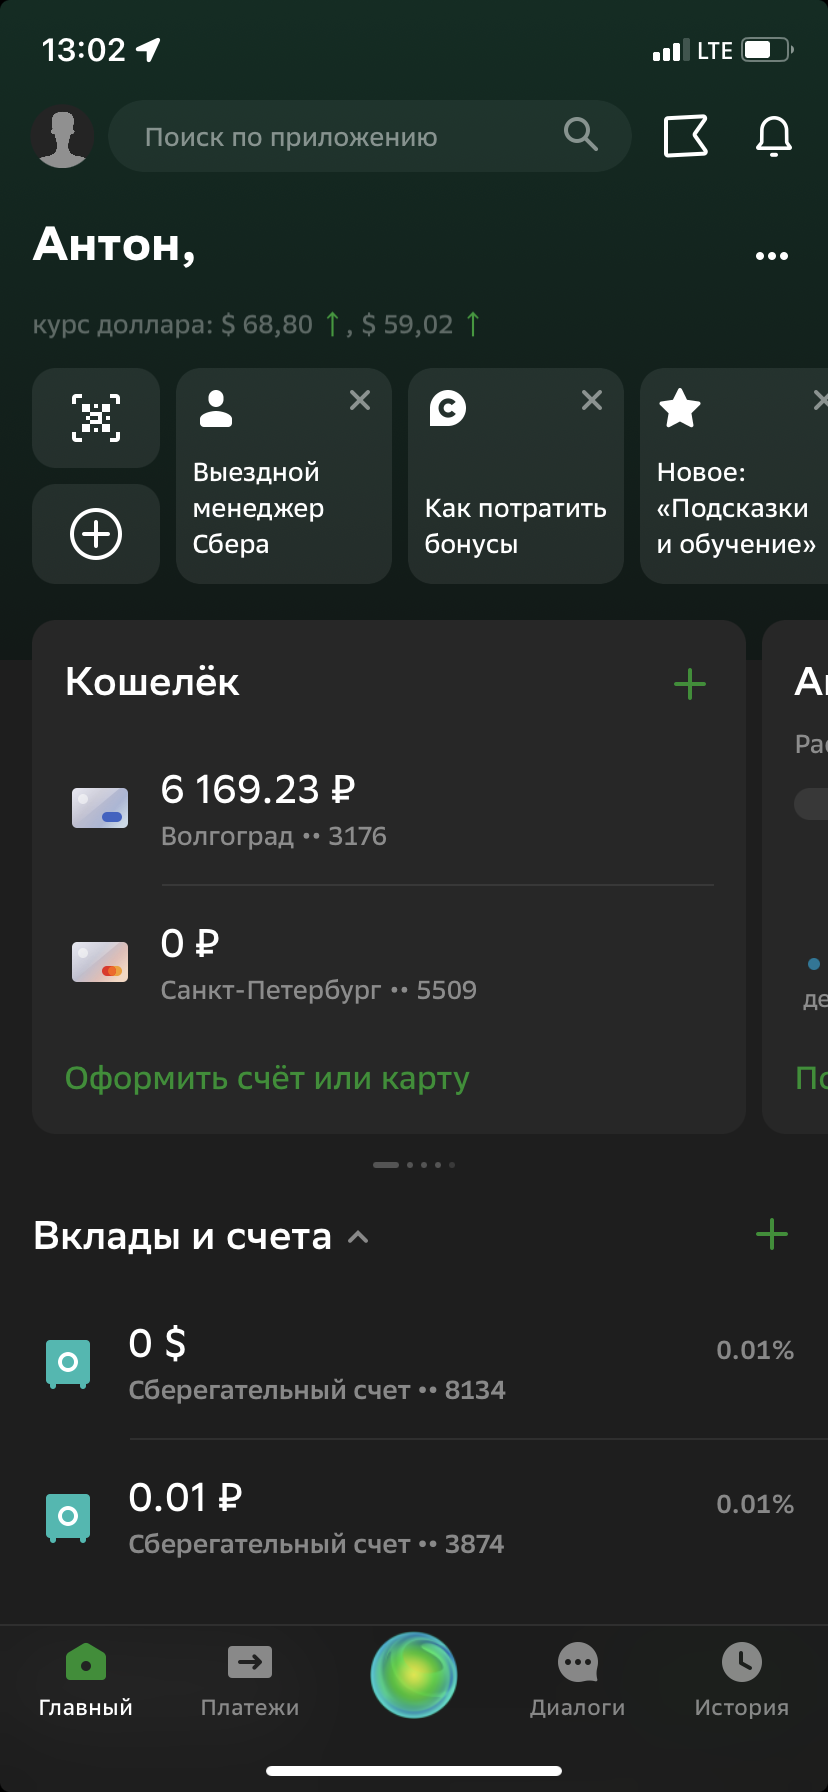 13:02
LTE
Поиск по приложению
Антон,
курс доллара: $ 68,80 ↑, $ 59,02 ↑
Выездной
менеджер
Сбера
Как потратить
бонусы
Новое:
«Подсказки
и обучение»
Кошелёк
6 169.23 ₽
Волгоград •• 3176
0 ₽
Санкт-Петербург •• 5509
Оформить счёт или карту
Вклады и счета
0 $
0.01%
Сберегательный счет •• 8134
0.01 ₽
0.01%
Сберегательный счет •• 3874
Главный
Платежи
Диалоги
История